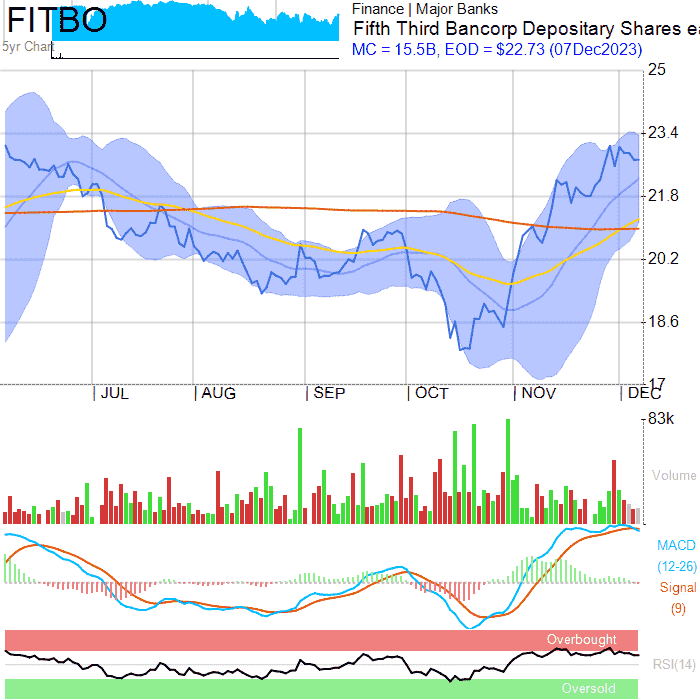 FITBO
5yr Chart
Finance | Major Banks
Fifth Third Bancorp Depositary Shares ea
MC = 15.5B, EOD = $22.73 (07Dec2023)
25
23.4
21.8
20.2
18.6
17
JUL AUG SEP OCT NOV DEC
83k
Volume
MACD
(12-26)
Signal
(9)
Overbought
RSI(14)
Oversold